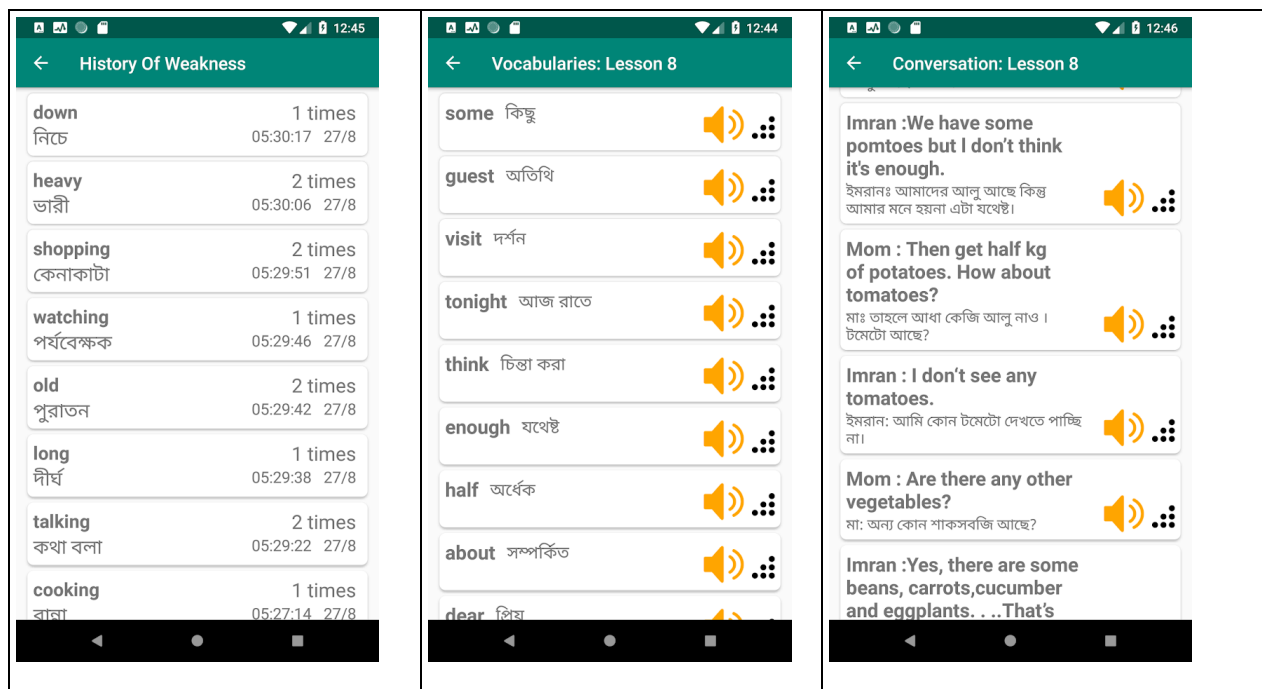 12:45
History Of Weakness
down 1 times
নিচে 05:30:17 27/8
heavy 2 times
ভারী 05:30:06 27/8
shopping 2 times
কেনাকাটা 05:29:51 27/8
watching 1 times
পর্যবেক্ষক 05:29:46 27/8
old 2 times
পুরাতন 05:29:42 27/8
long 1 times
দীর্ঘ 05:29:38 27/8
talking 2 times
কথা বলা 05:29:22 27/8
cooking 1 times
রান্না 05:27:14 27/8
12:44
Vocabularies: Lesson 8
some কিছু
guest অতিথি
visit দর্শন
tonight আজ রাতে
think চিন্তা করা
enough যথেষ্ট
half অর্ধেক
about সম্পর্কিত
dear প্রিয়
12:46
Conversation: Lesson 8
Imran :We have some
pomtoes but I don’t think
it's enough.
ইমরানঃ আমাদের আলু আছে কিন্তু
আমার মনে হয়না এটা যথেষ্ট।
Mom : Then get half kg
of potatoes. How about
tomatoes?
মাঃ তাহলে আধা কেজি আলু নাও ।
টমেটো আছে?
Imran : I don‘t see any
tomatoes.
ইমরান: আমি কোন টমেটো দেখতে পাচ্ছি
না।
Mom : Are there any other
vegetables?
মা: অন্য কোন শাকসবজি আছে?
Imran :Yes, there are some
beans, carrots,cucumber
and eggplants. . ..That’s